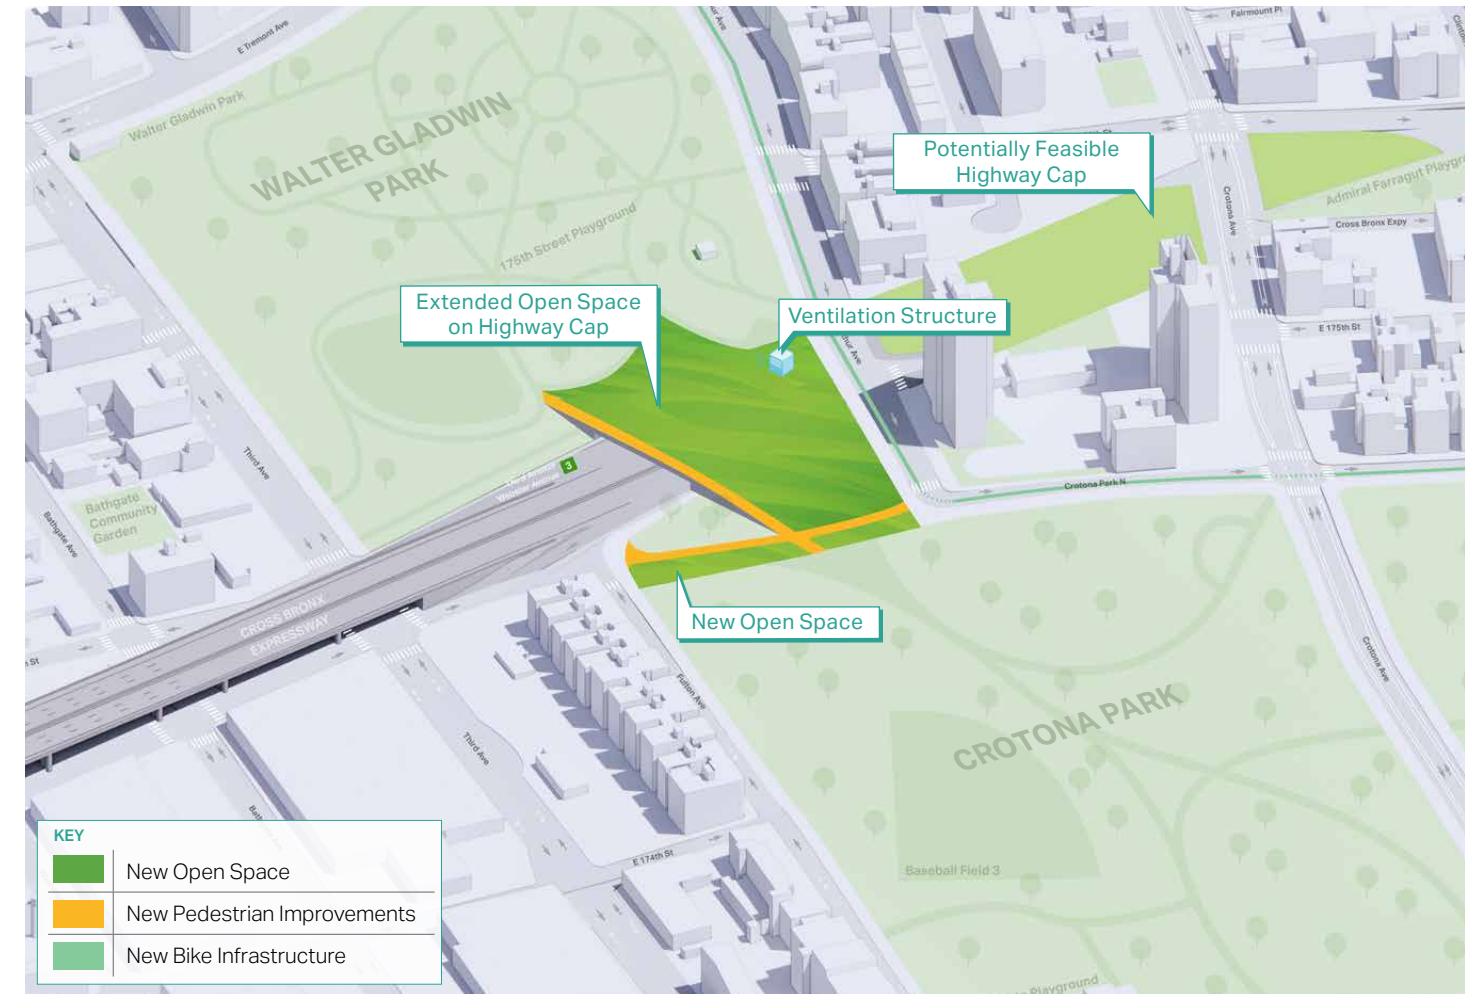 E Tremont Ave
Fairmount Pl
Walter Gladwin Park
WALTER GLADWIN
PARK
Potentially Feasible
Highway Cap
Admiral Farragut
175th Street Playground
Crotona Ave
Cross Bronx Expy
Extended Open Space
on Highway Cap
Ventilation Structure
E 175th St
Third Ave
3
Crotona Park N
Bathgate
Community
Garden
Bathgate Ave
CROSS BRONX
EXPRESSWAY
New Open Space
St
Fulton Ave
Crotona Ave
CROTONA PARK
Third Ave
E 174th St
Baseball Field 3
Playground
KEY
New Open Space
New Pedestrian Improvements
New Bike Infrastructure